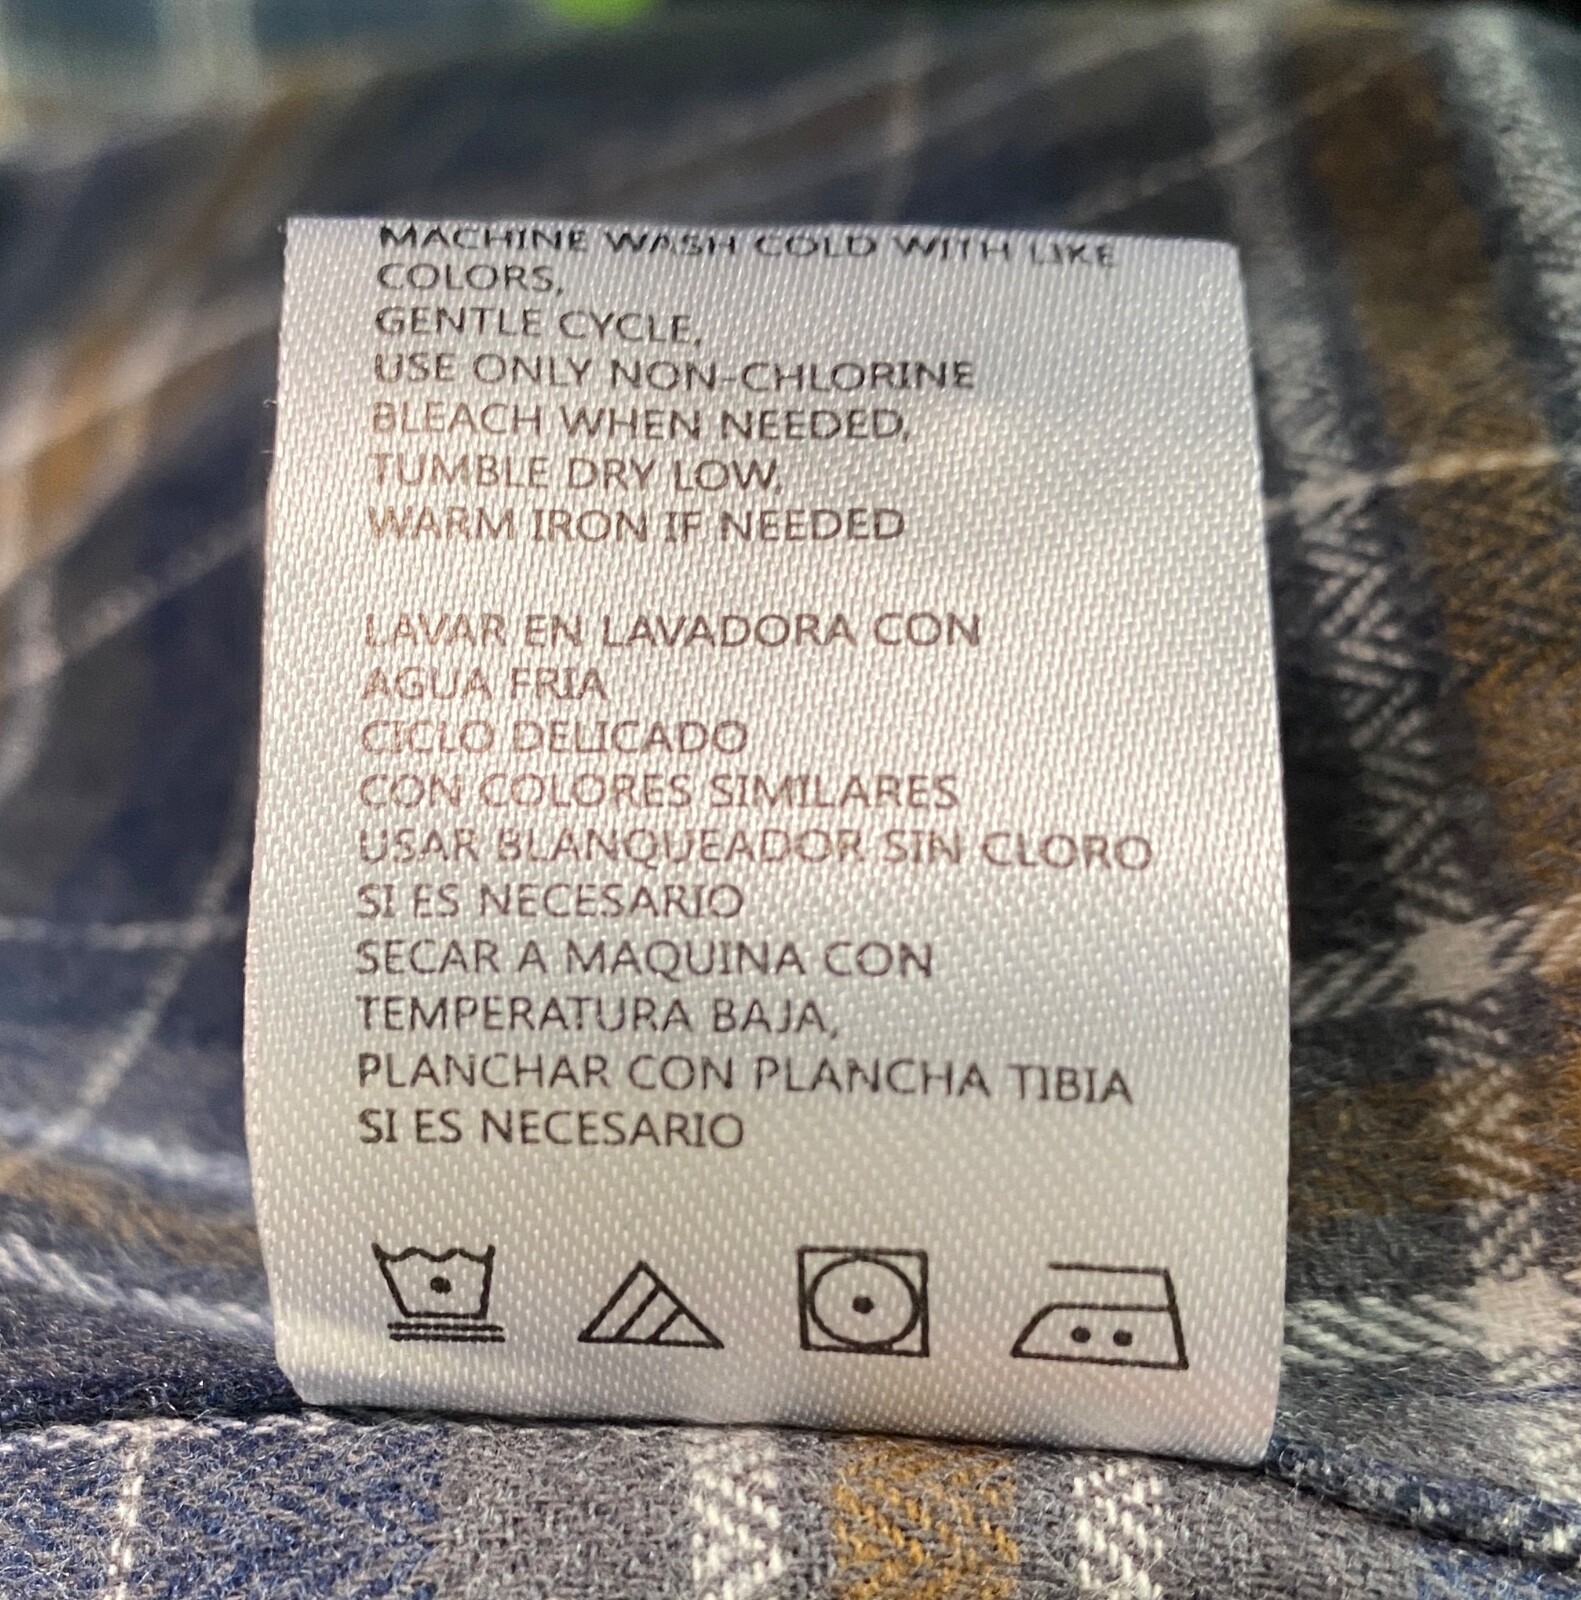 MACHINE WASH COLD WITH LIKE
COLORS,
GENTLE CYCLE,
USE ONLY NON-CHLORINE
BLEACH WHEN NEEDED,
TUMBLE DRY LOW,
WARM IRON IF NEEDED
LAVAR EN LAVADORA CON
AGUA FRIA
CICLO DELICADO
CON COLORES SIMILARES
USAR BLANQUEADOR SIN CLORO
SI ES NECESARIO
SECAR A MAQUINA CON
TEMPERATURA BAJA,
PLANCHAR CON PLANCHA TIBIA
SI ES NECESARIO